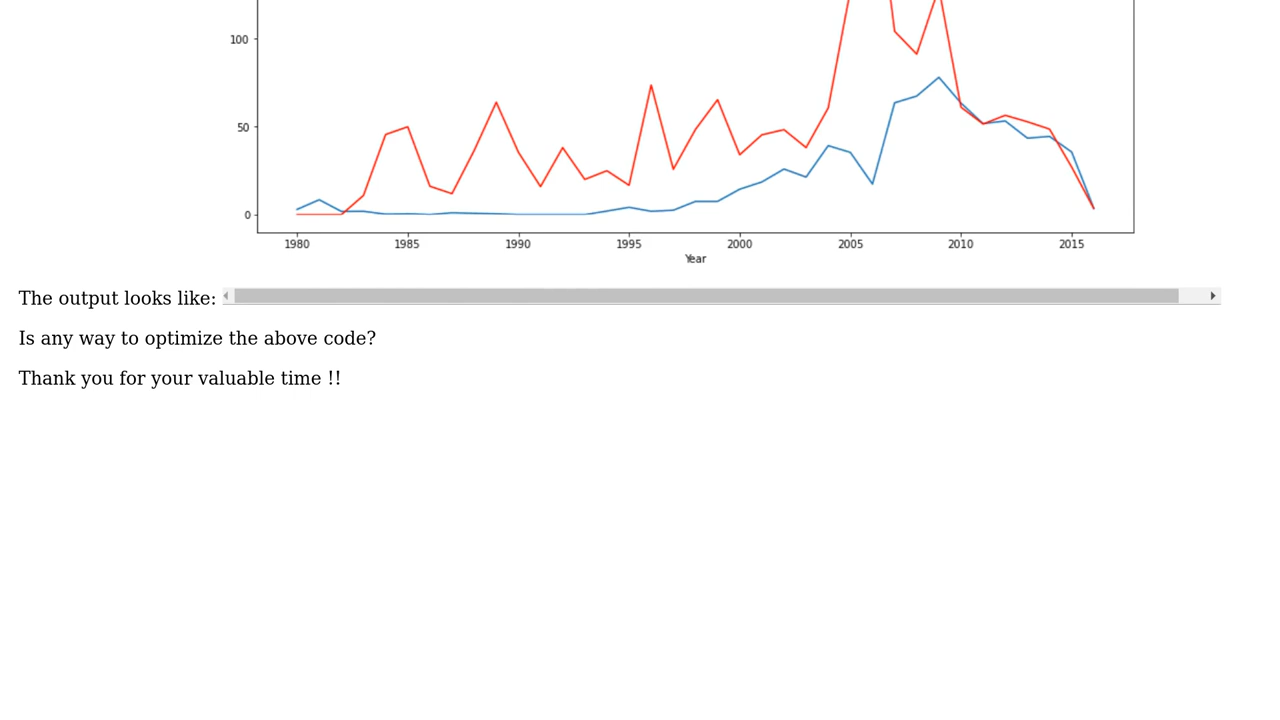 100
50
0
1980 1985 1990 1995 2000 2005 2010 2015
Year
The output looks like:
Is any way to optimize the above code?
Thank you for your valuable time !!